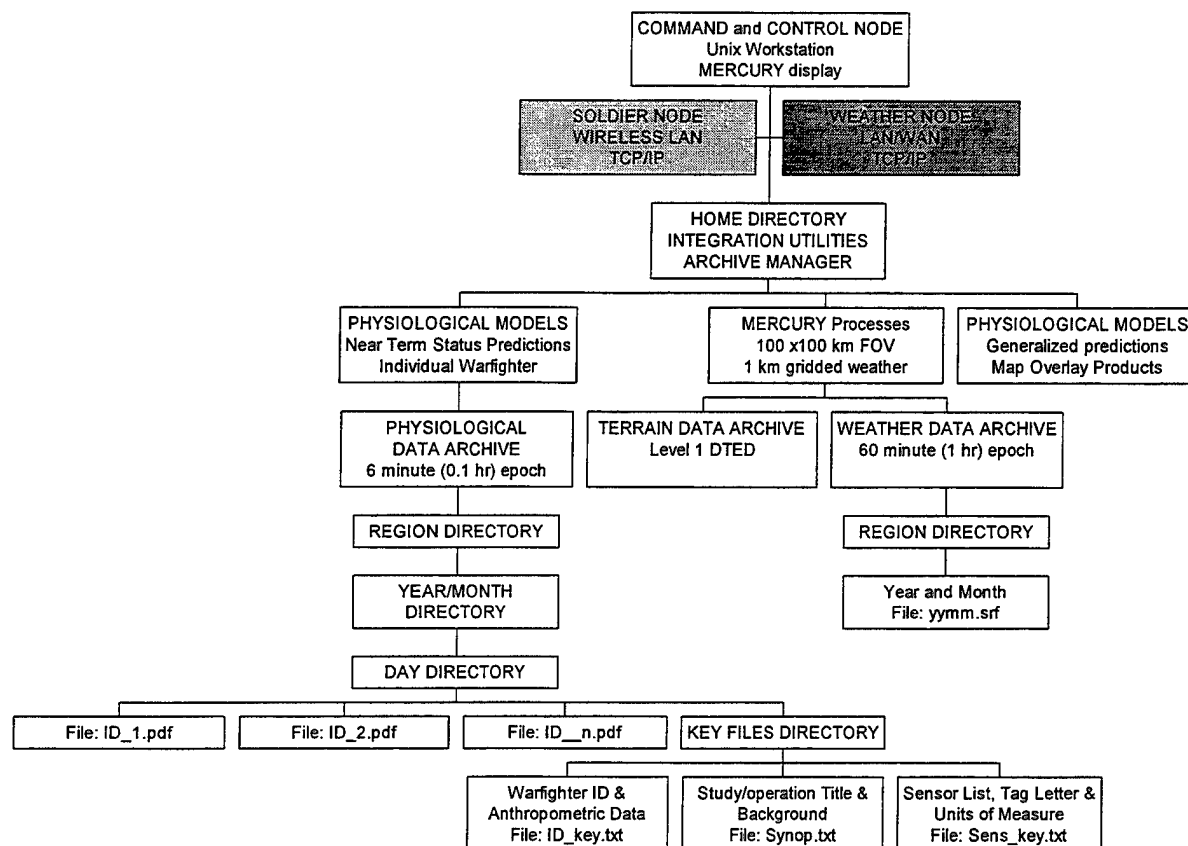 COMMAND and CONTROL NODE
Unix Workstation
MERCURY display
SOLDIER NODE
WIRELESS LAN
TCP/IP
WEATHER NODE
LAN/WAN
TCP/IP
HOME DIRECTORY
INTEGRATION UTILITIES
ARCHIVE MANAGER
PHYSIOLOGICAL MODELS
Near Term Status Predictions
Individual Warfighter
MERCURY Processes
100 x100 km FOV
1 km gridded weather
PHYSIOLOGICAL MODELS
Generalized predictions
Map Overlay Products
PHYSIOLOGICAL
DATA ARCHIVE
6 minute (0.1 hr) epoch
TERRAIN DATA ARCHIVE
Level 1 DTED
WEATHER DATA ARCHIVE
60 minute (1 hr) epoch
REGION DIRECTORY
REGION DIRECTORY
YEAR/MONTH
DIRECTORY
Year and Month
File: yymm.srf
DAY DIRECTORY
File: ID_1.pdf
File: ID_2.pdf
File: ID__n.pdf
KEY FILES DIRECTORY
Warfighter ID &
Anthropometric Data
File: ID_key.txt
Study/operation Title &
Background
File: Synop.txt
Sensor List, Tag Letter &
Units of Measure
File: Sens_key.txt